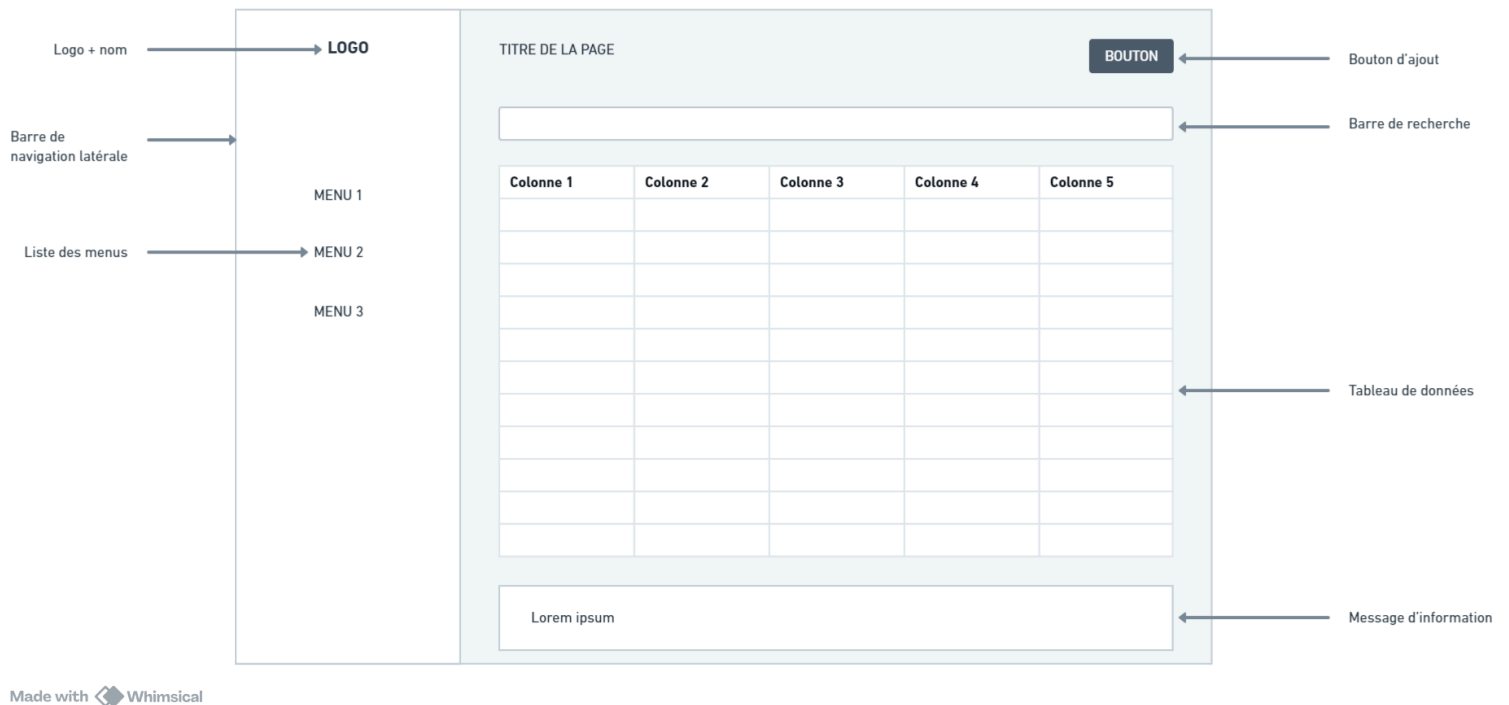 Logo + nom
LOGO
TITRE DE LA PAGE
BOUTON
Bouton d'ajout
Barre de
navigation latérale
Barre de recherche
MENU 1
Liste des menus
MENU 2
MENU 3
Colonne 1 Colonne 2 Colonne 3 Colonne 4 Colonne 5
Tableau de données
Lorem ipsum
Message d'information
Made with Whimsical